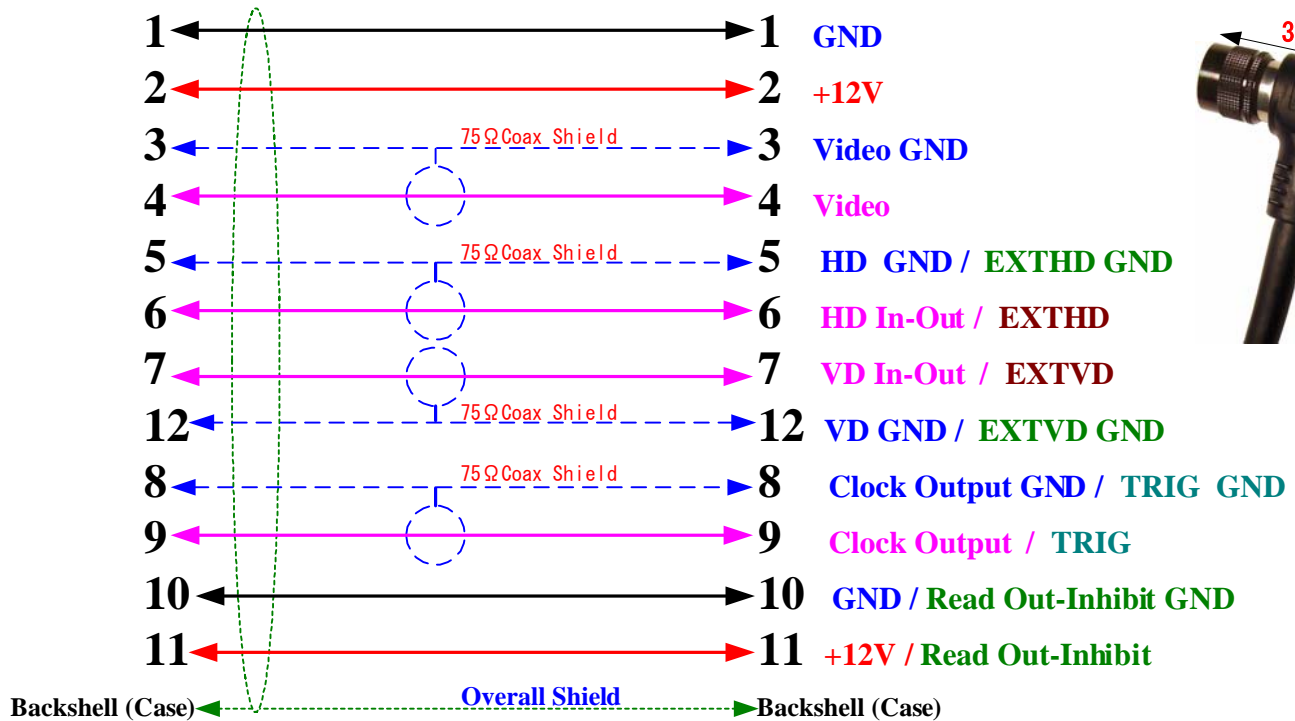 1 1 GND
2 2 +12V
3 75ΩCoax Shield 3 Video GND
4 4 Video
5 75ΩCoax Shield 5 HD GND / EXTHD GND
6 6 HD In-Out / EXTHD
7 7 VD In-Out / EXTVD
12 75ΩCoax Shield 12 VD GND / EXTVD GND
8 75ΩCoax Shield 8 Clock Output GND / TRIG GND
9 9 Clock Output / TRIG
10 10 GND / Read Out-Inhibit GND
11 11 +12V / Read Out-Inhibit
Backshell (Case) Overall Shield Backshell (Case)
3